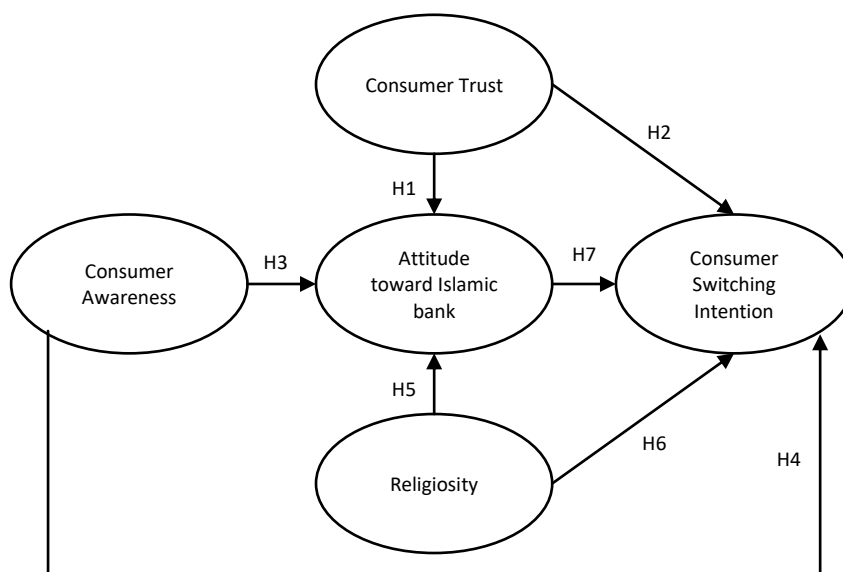 Consumer Trust
H2
H1
Consumer
Awareness
H3
Attitude
toward Islamic
bank
H7
Consumer
Switching
Intention
H5
H6
H4
Religiosity